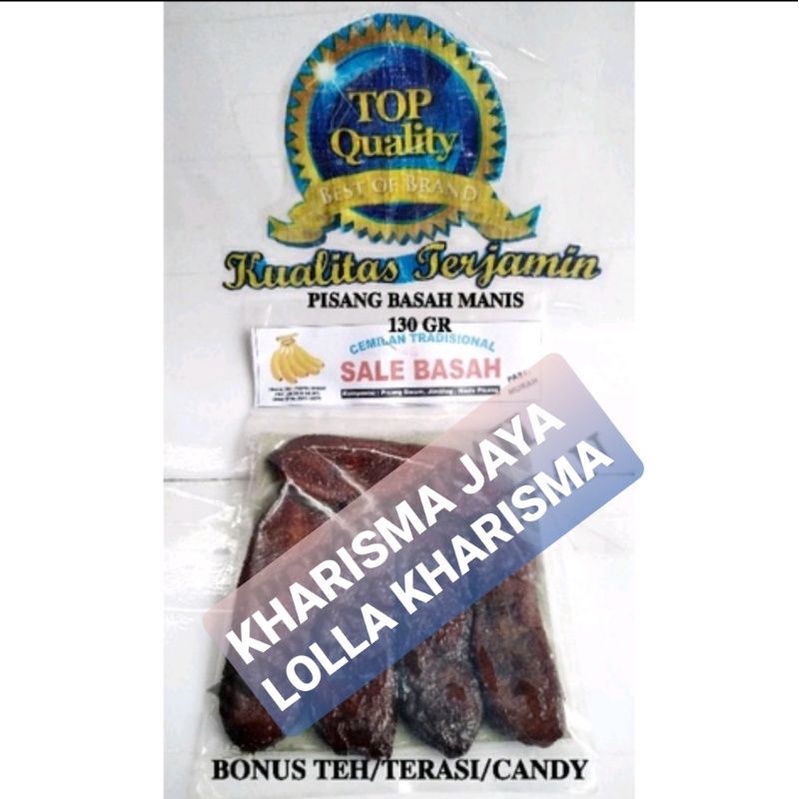 TOP
Quality
BEST OF BRAND
Kualitas Terjamin
PISANG BASAH MANIS
130 GR
CEMILAN TRADISIONAL
SALE BASAH
KHARISMA JAYA
LOLLA KHARISMA
BONUS TEH/TERASI/CANDY